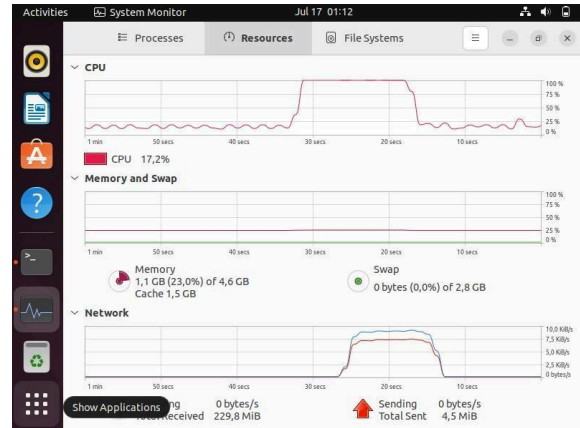 Activities System Monitor Jul 17 01:12
Processes Resources File Systems
CPU
100 %
75 %
50 %
25 %
0 %
1 min 50 secs 40 secs 30 secs 20 secs 10 secs
CPU 17,2%
Memory and Swap
100 %
75 %
50 %
25 %
0 %
1 min 50 secs 40 secs 30 secs 20 secs 10 secs
Memory
1,1 GB (23,0%) of 4,6 GB
Cache 1,5 GB
Swap
0 bytes (0,0%) of 2,8 GB
Network
10,0 KiB/s
7,5 KiB/s
5,0 KiB/s
2,5 KiB/s
0 bytes/s
1 min 50 secs 40 secs 30 secs 20 secs 10 secs
Show Applications
0 bytes/s
Received 229,8 MiB
Sending 0 bytes/s
Total Sent 4,5 MiB